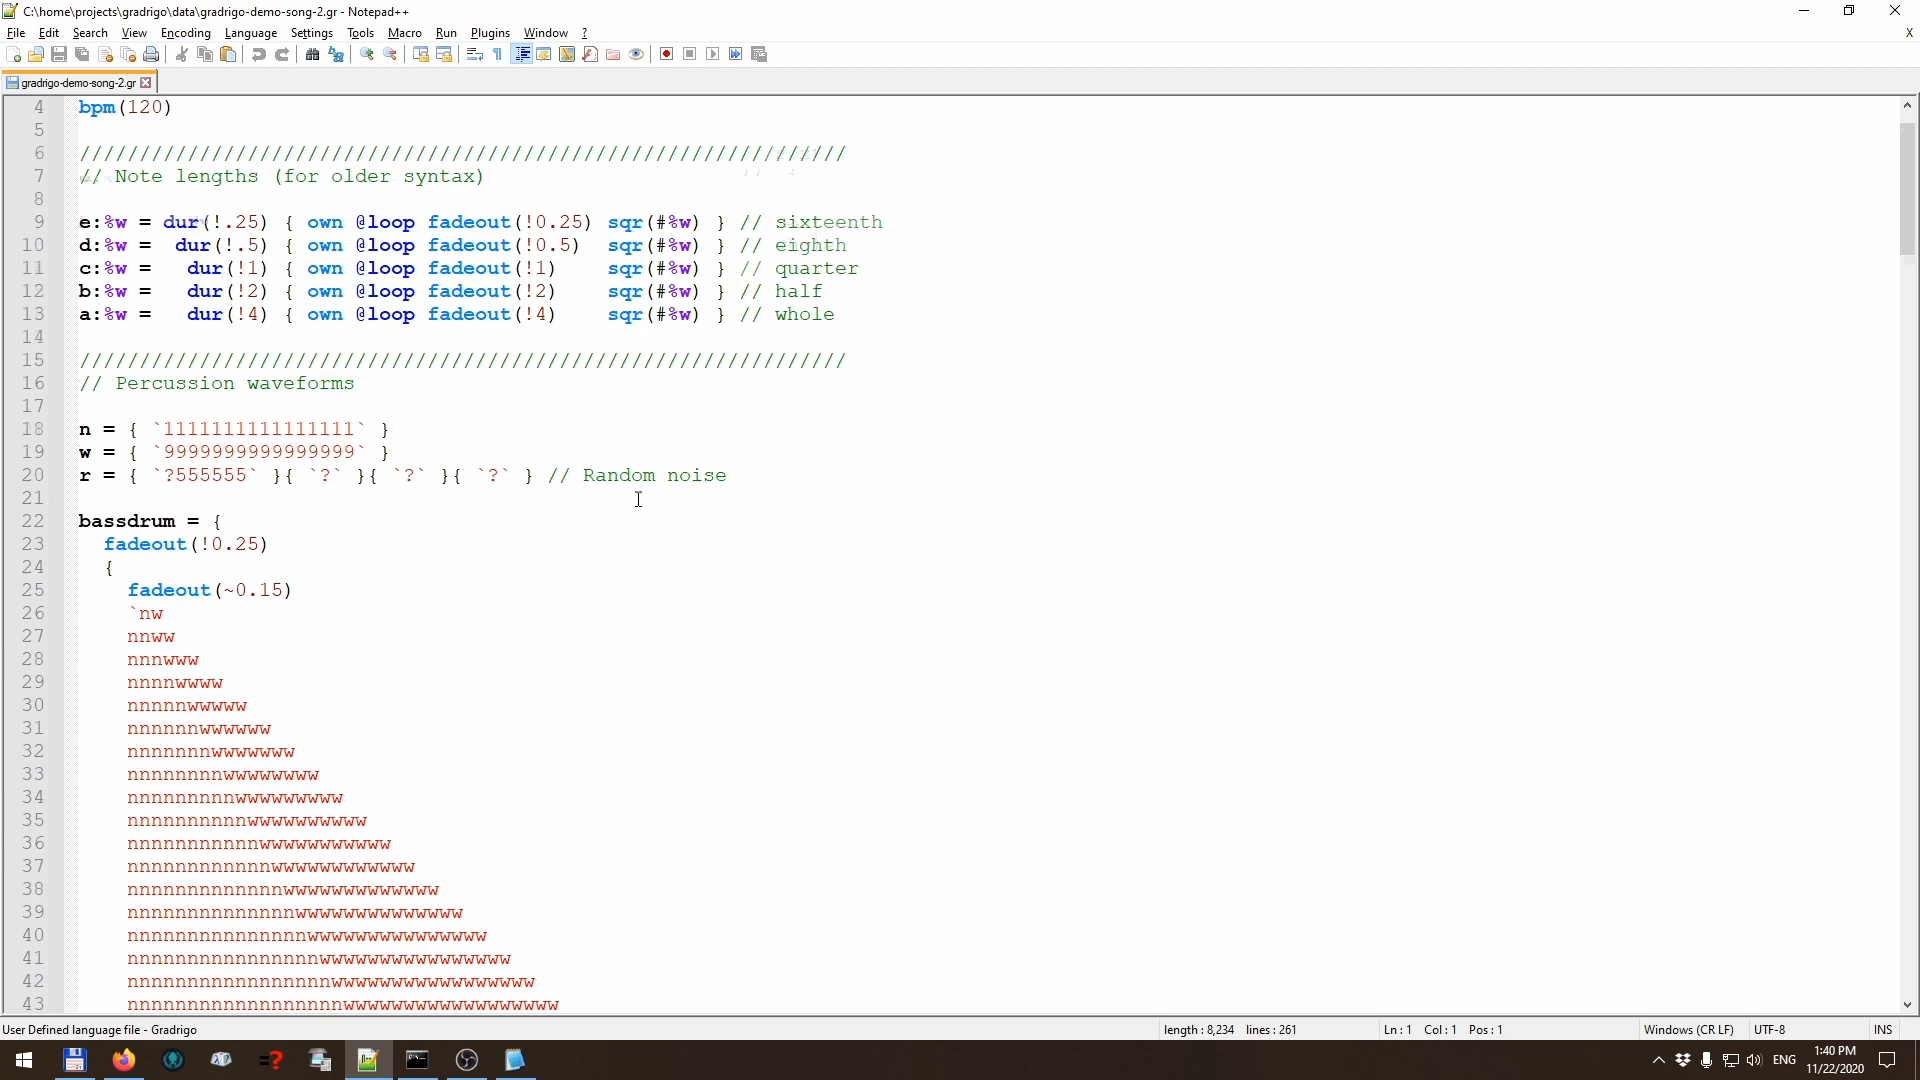 C:\home\projects\gradrigo\data\gradrigo-demo-song-2.gr - Notepad++
File Edit Search View Encoding Language Settings Tools Macro Run Plugins Window ? X
gradrigo-demo-song-2.gr
4 bpm(120)
5
6 ////////////////////////////////////////////////////////////////
7 // Note lengths (for older syntax)
8
9 e:%w = dur(!.25) { own @loop fadeout(!0.25) sqr(#%w) } // sixteenth
10 d:%w =  dur(!.5) { own @loop fadeout(!0.5)  sqr(#%w) } // eighth
11 c:%w =   dur(!1) { own @loop fadeout(!1)    sqr(#%w) } // quarter
12 b:%w =   dur(!2) { own @loop fadeout(!2)    sqr(#%w) } // half
13 a:%w =   dur(!4) { own @loop fadeout(!4)    sqr(#%w) } // whole
14
15 ////////////////////////////////////////////////////////////////
16 // Percussion waveforms
17
18 n = { `1111111111111111` }
19 w = { `9999999999999999` }
20 r = { `?555555` }{ `?` }{ `?` }{ `?` } // Random noise
21
22 bassdrum = {
23 fadeout(!0.25)
24 {
25 fadeout(~0.15)
26 `nw
27 nnww
28 nnnwww
29 nnnnwwww
30 nnnnnwwwww
31 nnnnnnwwwwww
32 nnnnnnnwwwwwww
33 nnnnnnnnwwwwwwww
34 nnnnnnnnnwwwwwwwww
35 nnnnnnnnnnwwwwwwwwww
36 nnnnnnnnnnnwwwwwwwwwww
37 nnnnnnnnnnnnwwwwwwwwwwww
38 nnnnnnnnnnnnnwwwwwwwwwwwww
39 nnnnnnnnnnnnnnwwwwwwwwwwwwww
40 nnnnnnnnnnnnnnnwwwwwwwwwwwwwww
41 nnnnnnnnnnnnnnnnwwwwwwwwwwwwwwww
42 nnnnnnnnnnnnnnnnnwwwwwwwwwwwwwwwww
43 nnnnnnnnnnnnnnnnnnwwwwwwwwwwwwwwwwww
User Defined language file - Gradrigo length : 8,234 lines : 261 Ln : 1 Col : 1 Pos : 1 Windows (CR LF) UTF-8 INS
ENG 1:40 PM
11/22/2020